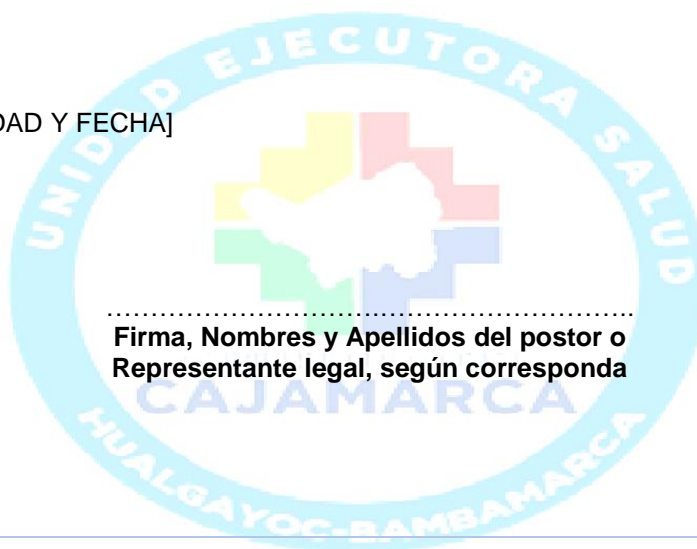 UNIDAD EJECUTORA SALUD
DAD Y FECHA]
……………………………………………………….
Firma, Nombres y Apellidos del postor o
Representante legal, según corresponda
CAJAMARCA
HUALGAYOC-BAMBAMARCA